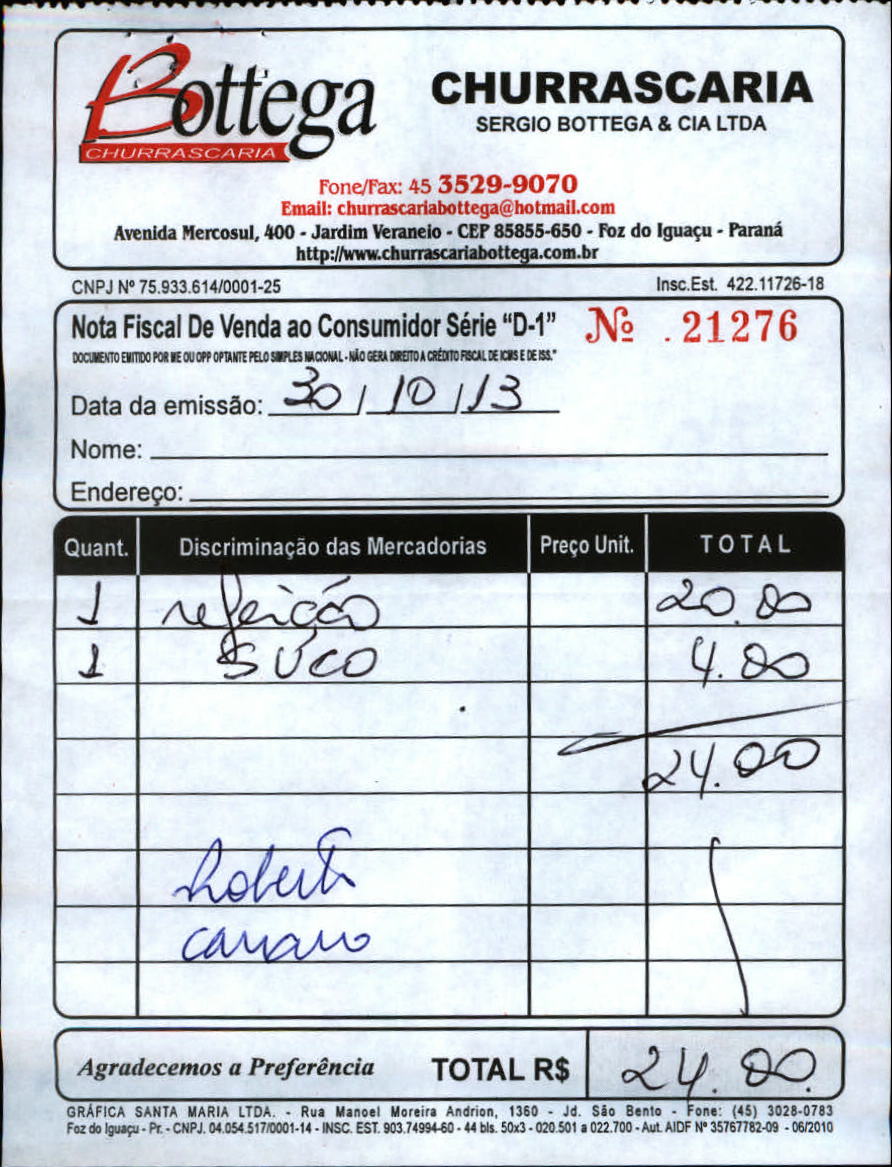 Bottega
CHURRASCARIA
CHURRASCARIA
SERGIO BOTTEGA & CIA LTDA
Fone/Fax: 45 3529-9070
Email: churrascariabottega@hotmail.com
Avenida Mercosul, 400 - Jardim Veraneio - CEP 85855-650 - Foz do Iguaçu - Paraná
http://www.churrascariabottega.com.br
CNPJ Nº 75.933.614/0001-25 Insc.Est. 422.11726-18
Nota Fiscal De Venda ao Consumidor Série "D-1" Nº 21276
DOCUMENTO EMITIDO POR ME OU OPP OPTANTE PELO SIMPLES NACIONAL - NÃO GERA DIREITO A CRÉDITO FISCAL DE ICMS E DE ISS."
Data da emissão: 30/10/13
Nome:
Endereço:
Quant. Discriminação das Mercadorias Preço Unit. TOTAL
1 refeição 20.00
1 SUCO 4.00
24.00
Roberto
TOTAL R$ 24.00
Agradecemos a Preferência
GRÁFICA SANTA MARIA LTDA. - Rua Manoel Moreira Andrion, 1360 - Jd. São Bento - Fone: (45) 3028-0783
Foz do Iguaçu - Pr. - CNPJ. 04.054.517/0001-14 - INSC. EST. 903.74994-60 - 44 bls. 50x3 - 020.501 a 022.700 - Aut. AIDF Nº 35767782-09 - 06/2010